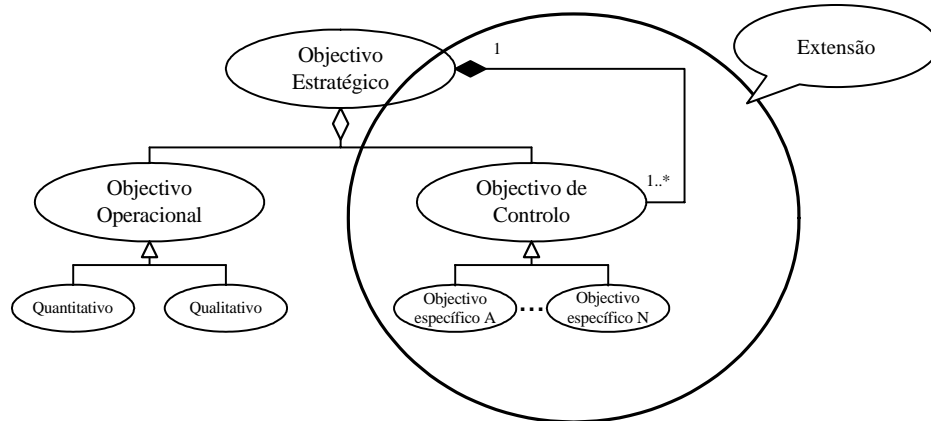 1
Objectivo
Estratégico
Extensão
Objectivo
Operacional
Objectivo de
Controlo
1..*
Quantitativo
Qualitativo
Objectivo
específico A
...
Objectivo
específico N